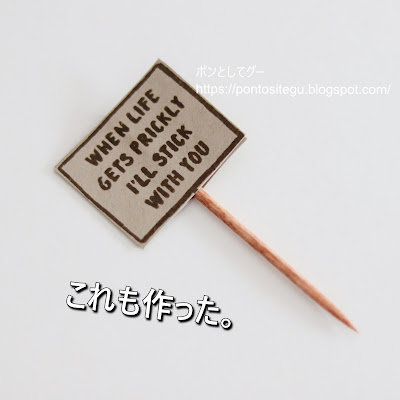 ポンとしてグー
https://pontositegu.blogspot.com/
WHEN LIFE
GETS PRICKLY
I'LL STICK
WITH YOU
これも作った。